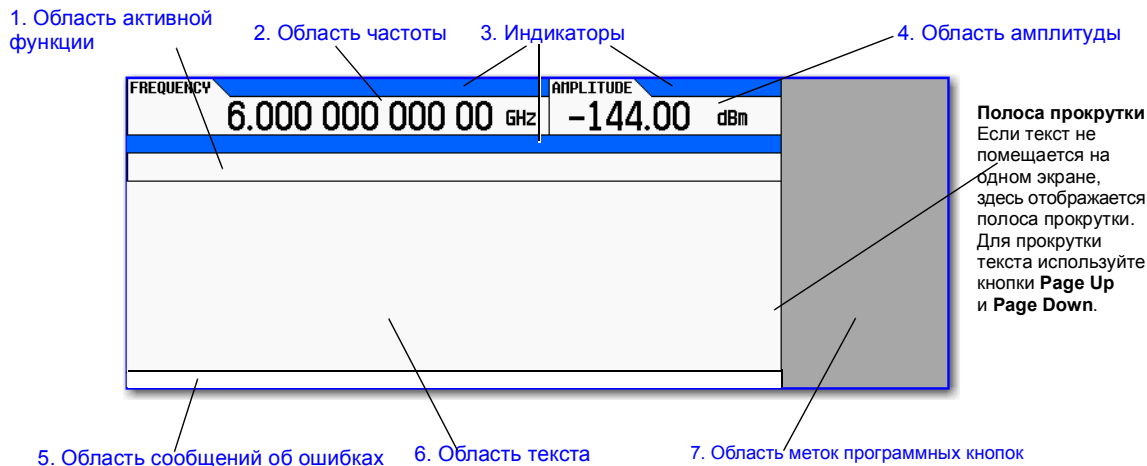 1. Область активной
функции
2. Область частоты
3. Индикаторы
4. Область амплитуды
FREQUENCY
6.000 000 000 00 GHz
AMPLITUDE
-144.00 dBm
Полоса прокрутки
Если текст не
помещается на
одном экране,
здесь отображается
полоса прокрутки.
Для прокрутки
текста используйте
кнопки Page Up
и Page Down.
5. Область сообщений об ошибках
6. Область текста
7. Область меток программных кнопок